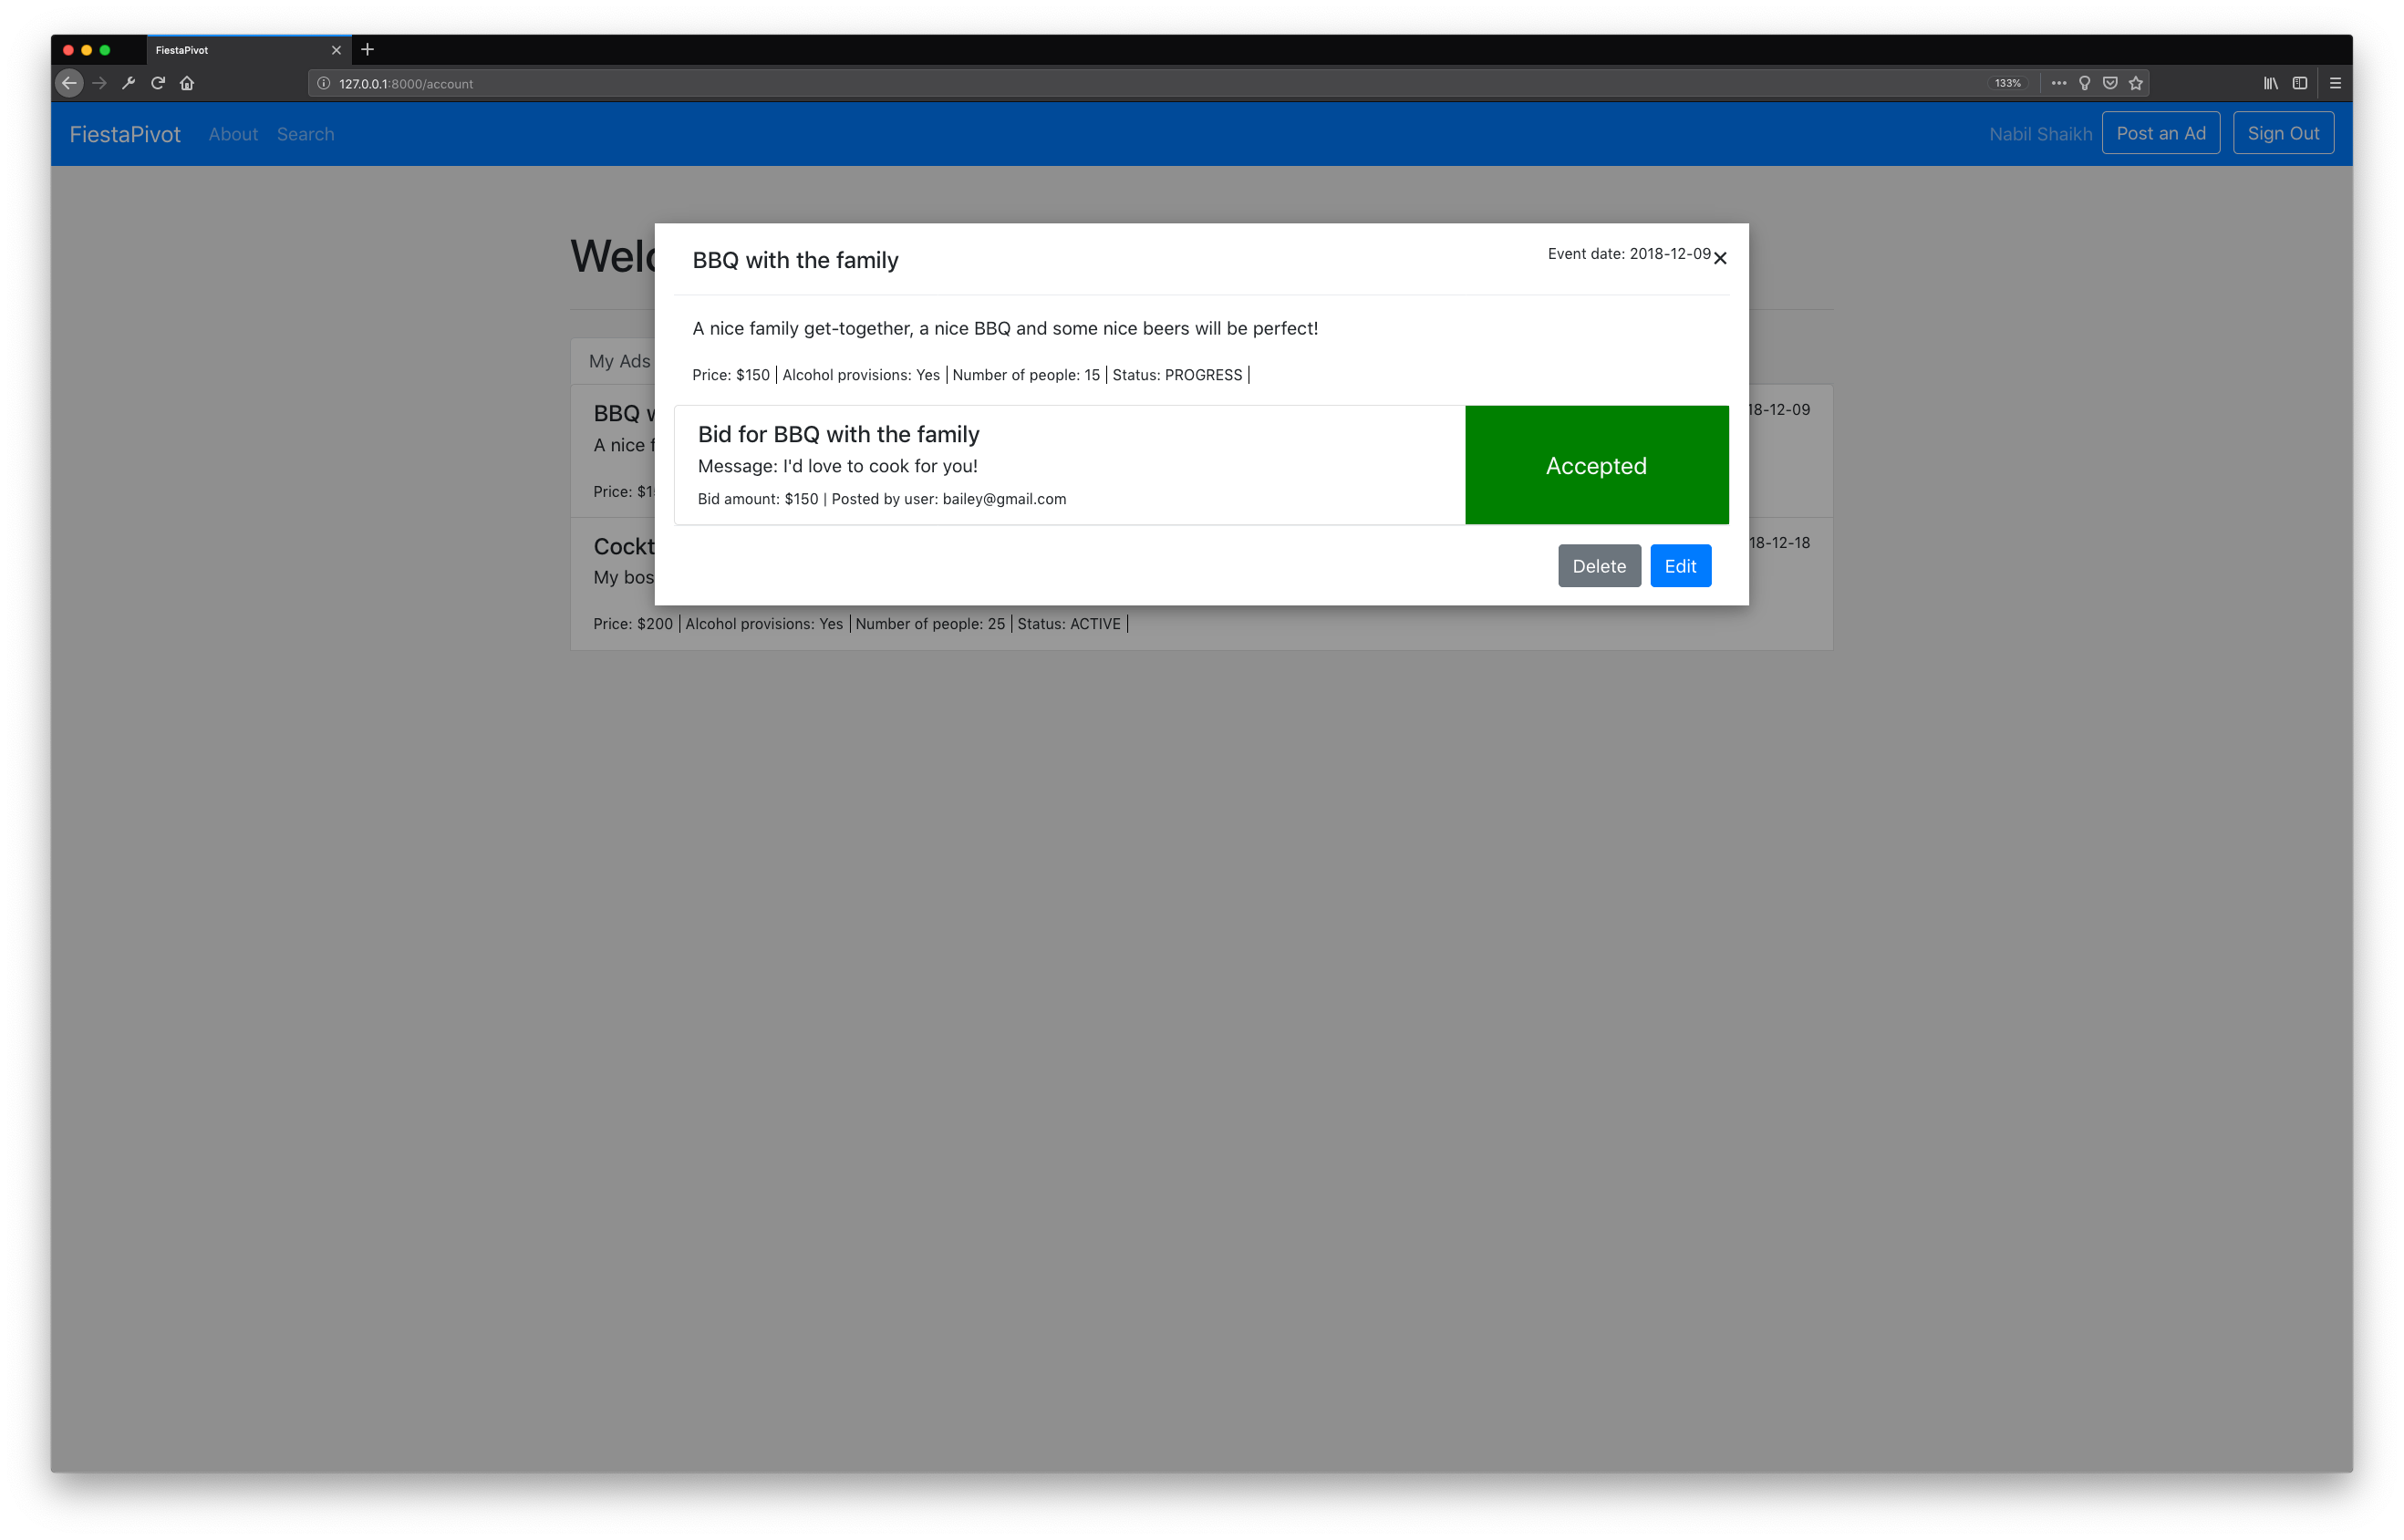 FiestaPivot
127.0.0.1:8000/account
133%
FiestaPivot About Search Nabil Shaikh Post an Ad Sign Out
BBQ with the family
Event date: 2018-12-09
A nice family get-together, a nice BBQ and some nice beers will be perfect!
Price: $150 | Alcohol provisions: Yes | Number of people: 15 | Status: PROGRESS |
Bid for BBQ with the family
Message: I'd love to cook for you!
Bid amount: $150 | Posted by user: bailey@gmail.com
Accepted
Delete Edit
My Ads
BBQ
18-12-09
A nice
Price:
18-12-18
My
Price: $200 | Alcohol provisions: Yes | Number of people: 25 | Status: ACTIVE |